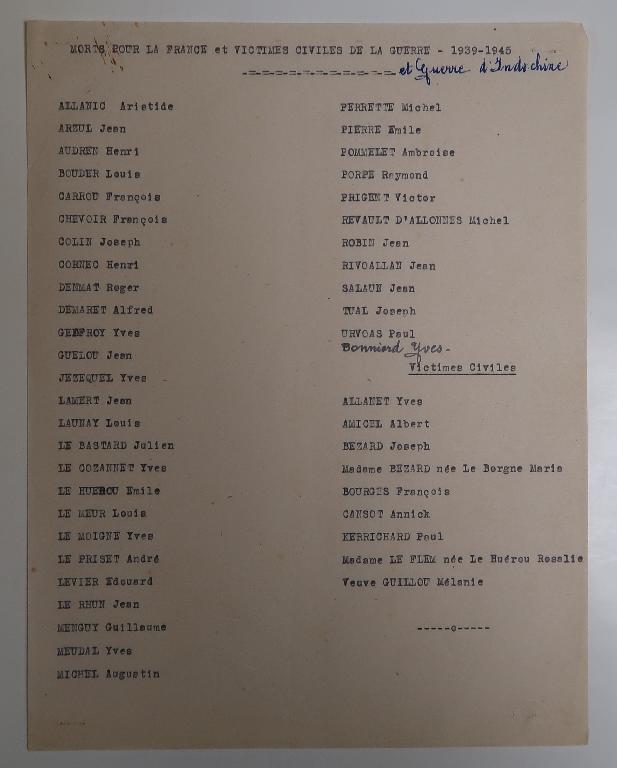 MORTS POUR LA FRANCE et VICTIMES CIVILES DE LA GUERRE - 1939-1945
et Guerre d'Indochine
ALLANIC Aristide
ARZUL Jean
AUDREN Henri
BOUDER Louis
CARROU François
CHEVOIR François
COLIN Joseph
CORNEC Henri
DENMAT Roger
DEMARET Alfred
GEFFROY Yves
GUELOU Jean
JEZEQUEL Yves
LAMERT Jean
LAUNAY Louis
LE BASTARD Julien
LE COZANNET Yves
LE HUEROU Emile
LE MEUR Louis
LE MOIGNE Yves
LE PRISET André
LEVIER Edouard
LE RHUN Jean
MENGUY Guillaume
MEUDAL Yves
MICHEL Augustin
PERRETTE Michel
PIERRE Emile
POMMELET Ambroise
PORPE Raymond
PRIGENT Victor
REVAULT D'ALLONNES Michel
ROBIN Jean
RIVOALLAN Jean
SALAUN Jean
TUAL Joseph
URVOAS Paul
Bonniard Yves-
Victimes Civiles
ALLANET Yves
AMICEL Albert
BEZARD Joseph
Madame BEZARD née Le Borgne Maria
BOURGES François
CANSOT Annick
KERRICHARD Paul
Madame LE FLEM née Le Huérou Rosalie
Veuve GUILLOU Mélanie
-----o-----